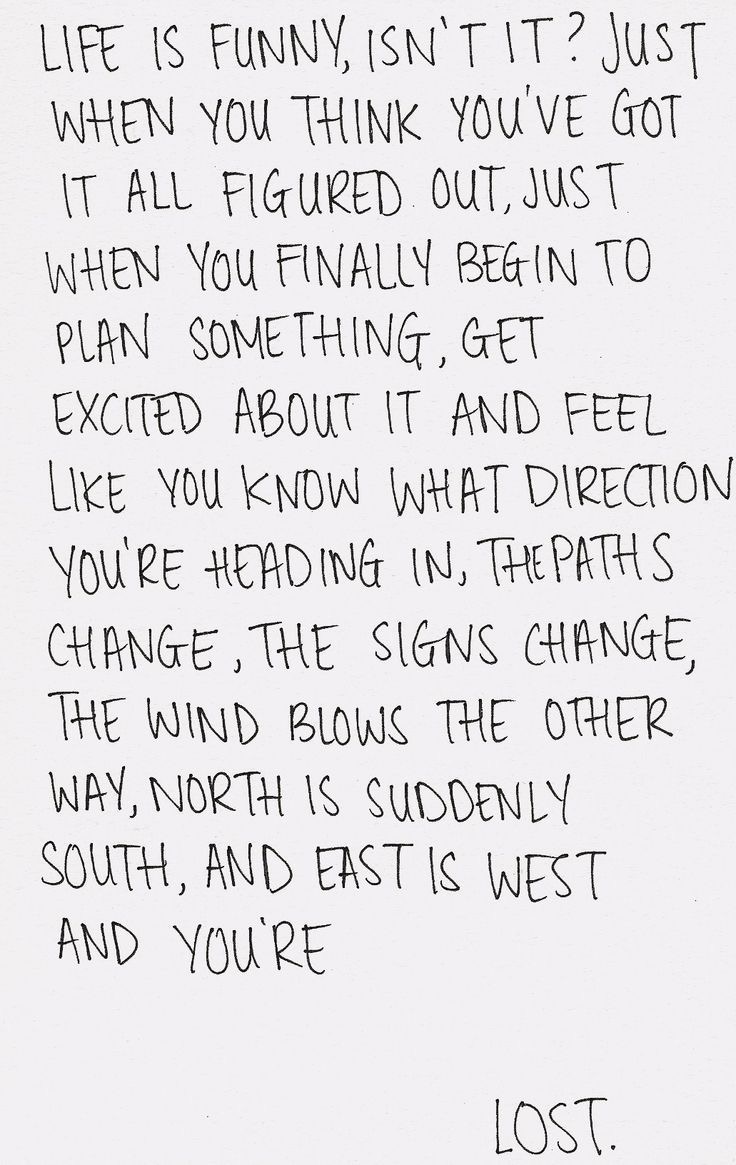 LIFE IS FUNNY, ISN'T IT? JUST
WHEN YOU THINK YOU'VE GOT
IT ALL FIGURED OUT, JUST
WHEN YOU FINALLY BEGIN TO
PLAN SOMETHING, GET
EXCITED ABOUT IT AND FEEL
LIKE YOU KNOW WHAT DIRECTION
YOU'RE HEADING IN, THE PATHS
CHANGE, THE SIGNS CHANGE,
THE WIND BLOWS THE OTHER
WAY, NORTH IS SUDDENLY
SOUTH, AND EAST IS WEST
AND YOU'RE
LOST.